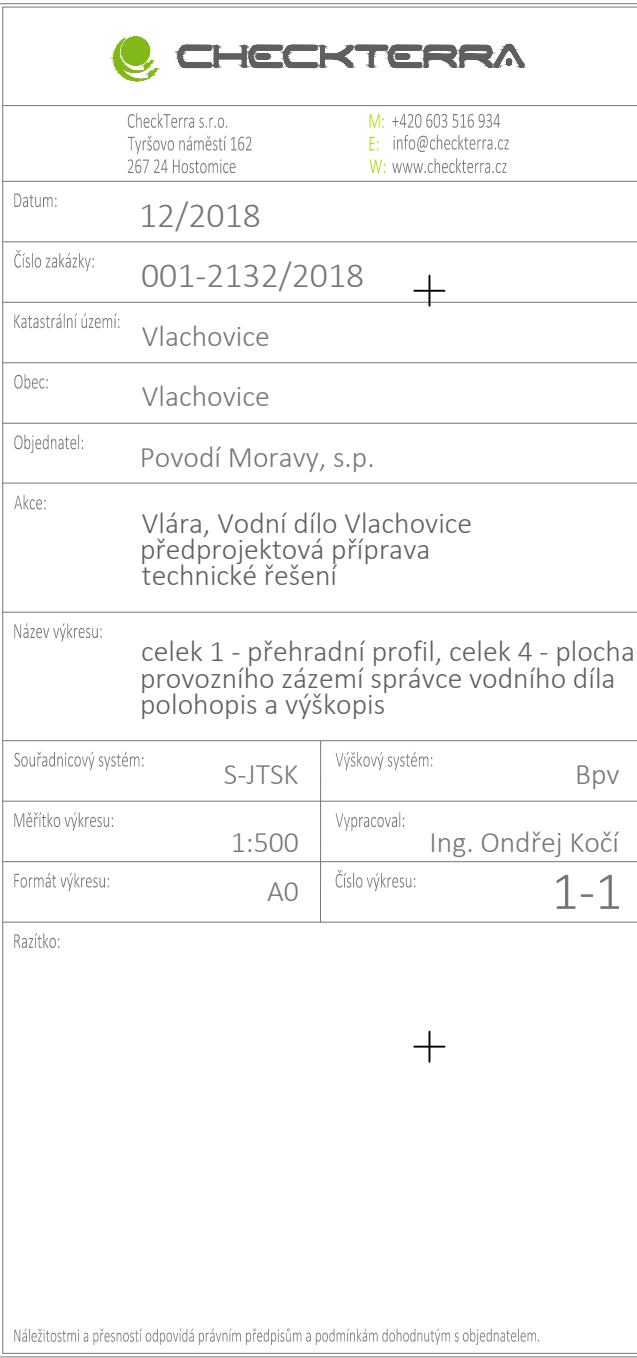 CHECKTERRA
CheckTerra s.r.o.
Tyršovo náměstí 162
267 24 Hostomice
M: +420 603 516 934
E: info@checkterra.cz
W: www.checkterra.cz
Datum: 12/2018
Číslo zakázky: 001-2132/2018
Katastrální území: Vlachovice
Obec: Vlachovice
Objednatel: Povodí Moravy, s.p.
Akce: Vlára, Vodní dílo Vlachovice
předprojektová příprava
technické řešení
Název výkresu: celek 1 - přehradní profil, celek 4 - plocha
provozního zázemí správce vodního díla
polohopis a výškopis
Souřadnicový systém: S-JTSK
Výškový systém: Bpv
Měřítko výkresu: 1:500
Vypracoval: Ing. Ondřej Kočí
Formát výkresu: A0
Číslo výkresu: 1-1
Razítko:
Náležitostmi a přesností odpovídá právním předpisům a podmínkám dohodnutým s objednatelem.